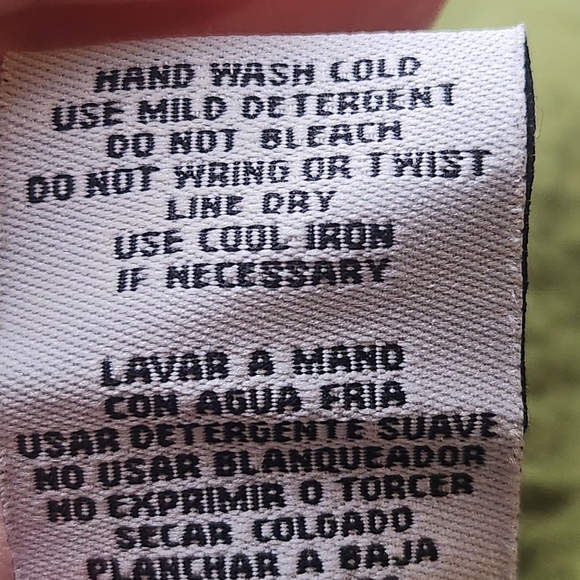 HAND WASH COLD
USE MILD DETERGENT
DO NOT BLEACH
DO NOT WRING OR TWIST
LINE DRY
USE COOL IRON
IF NECESSARY
LAVAR A MANO
CON AGUA FRIA
USAR DETERGENTE SUAVE
NO USAR BLANQUEADOR
NO EXPRIMIR O TORCER
SECAR COLGADO
PLANCHAR A BAJA